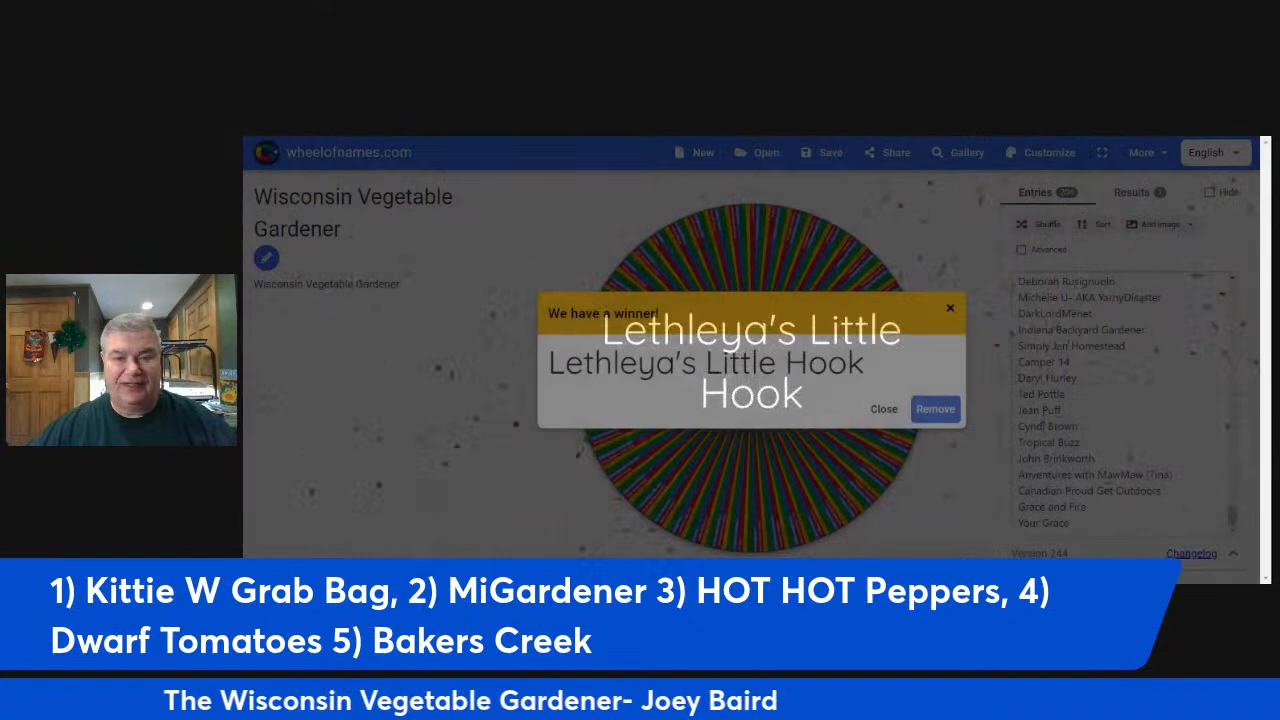 wheelofnames.com
New
Open
Save
Share
Gallery
Customize
More
English
Wisconsin Vegetable
Gardener
Wisconsin Vegetable Gardener
Entries
Results
Hide
Shuffle
Sort
Add image
Advanced
Deborah Rusignuolo
Michelle U- AKA YarnyDisaster
DarkLordMenet
Indiana Backyard Gardener
Simply Jen Homestead
Camper 14
Daryl Hurley
Ted Pottle
Jean Puff
Cyndi Brown
Tropical Buzz
John Brinkworth
Anventures with MawMaw (Tina)
Canadian Proud Get Outdoors
Grace and Fire
Your Grace
Version 244
Changelog
We have a winner!
Lethleya's Little Hook
Lethleya's Little
Hook
Close
Remove
1) Kittie W Grab Bag, 2) MiGardener 3) HOT HOT Peppers, 4)
Dwarf Tomatoes 5) Bakers Creek
The Wisconsin Vegetable Gardener- Joey Baird